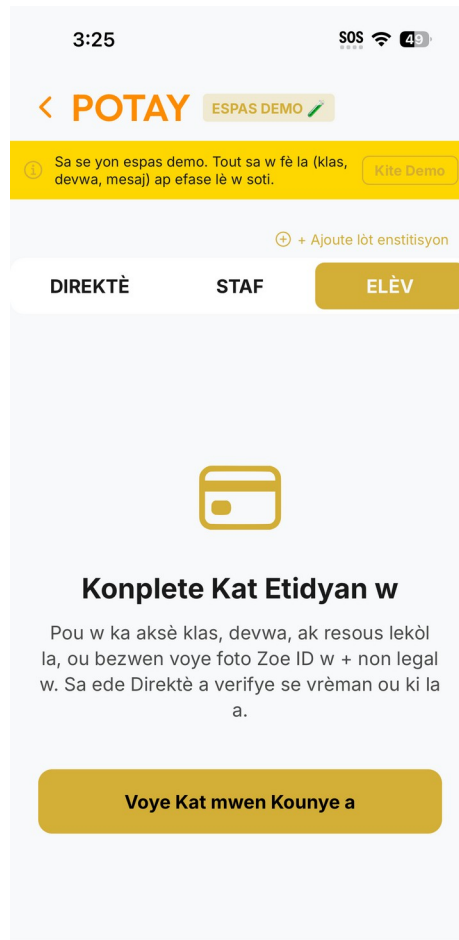 3:25
SOS
49
POTAY
ESPAS DEMO
Sa se yon espas demo. Tout sa w fè la (klas,
devwa, mesaj) ap efase lè w soti.
Kite Demo
+ Ajoute lòt enstitisyon
DIREKTÈ
STAF
ELÈV
Konplete Kat Etidyan w
Pou w ka aksè klas, devwa, ak resous lekòl
la, ou bezwen voye foto Zoe ID w + non legal
w. Sa ede Direktè a verifye se vrèman ou ki la
a.
Voye Kat mwen Kounye a